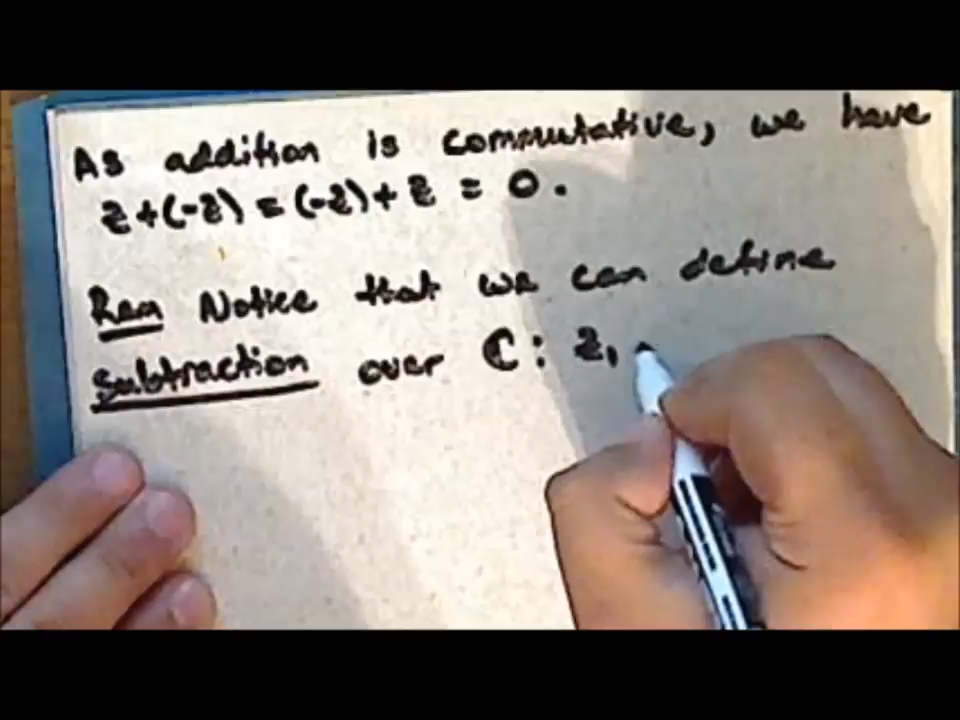 As addition is commutative, we have
z+(-z) = (-z)+z = 0.
Rem Notice that we can define
subtraction over ℂ: z,